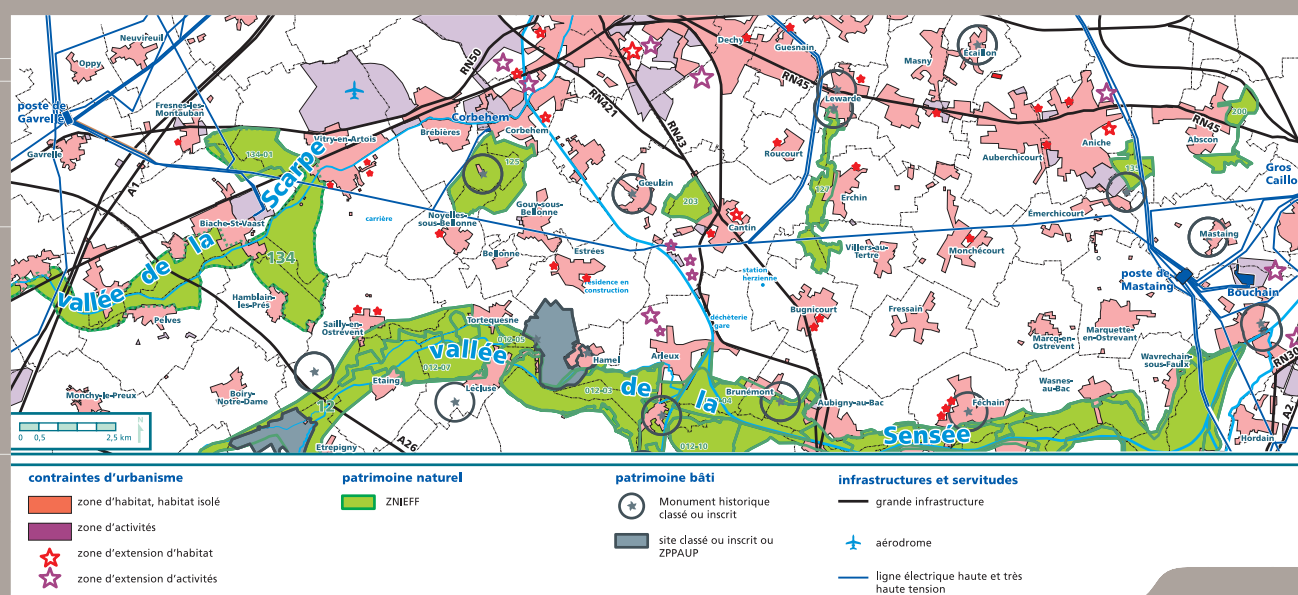 Neuvireuil
Oppy
RN50
Dechy
Guesnain
Écaillon
Masny
poste de
Gavrelle
Fresnes-les-
Montauban
RN421
RN45
Lewarde
RN45
200
Corbehem
Brebières
Corbehem
Vitry-en-Artois
Gavrelle
A1
134-01
Scarpe
125
RN43
Roucourt
Aniche
Auberchicourt
Abscon
Gros
Caillou
Gœulzin
203
Erchin
carrière
Noyelles-
sous-Bellonne
Gouy-sous-
Bellonne
Émerchicourt
Biache-St-Vaast
la
de
vallée
134
Cantin
Mastaing
Bellonne
Estrées
Villers-au-
Tertre
Monchécourt
station
herzienne
poste de
Mastaing
Bouchain
résidence en
construction
Hamblain-
les-Prés
Pelves
Sailly-en-
Ostrevent
Tortequesne
012-05
vallée
012-07
Bugnicourt
Fressain
déchèterie
gare
Marcq-en-
Ostrevent
Marquette-
en-Ostrevant
Wavrechain-
sous-Faulx
RN30
Hamel
Arleux
Monchy-le-Preux
Boiry-
Notre-Dame
Etaing
Lécluse
012-03
de
la
Brunémont
Aubigny-au-Bac
Wasnes-
au-Bac
Féchain
12
A2
Sensée
Hordain
Etrepigny
A26
012-10
0 0,5 2,5 km
contraintes d'urbanisme
zone d'habitat, habitat isolé
zone d'activités
zone d'extension d'habitat
zone d'extension d'activités
patrimoine naturel
ZNIEFF
patrimoine bâti
Monument historique
classé ou inscrit
site classé ou inscrit ou
ZPPAUP
infrastructures et servitudes
grande infrastructure
aérodrome
ligne électrique haute et très
haute tension